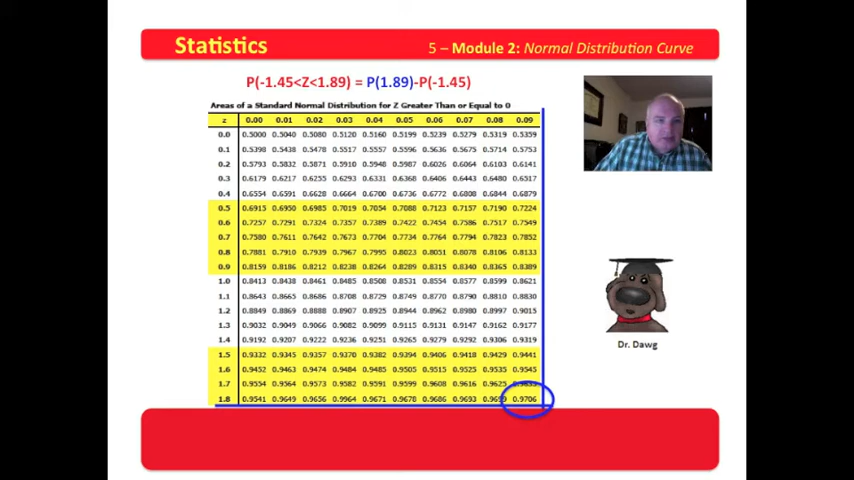 Statistics
5 – Module 2: Normal Distribution Curve
P(-1.45<Z<1.89) = P(1.89)-P(-1.45)
Areas of a Standard Normal Distribution for Z Greater Than or Equal to 0
z 0.00 0.01 0.02 0.03 0.04 0.05 0.06 0.07 0.08 0.09
0.0 0.5000 0.5040 0.5080 0.5120 0.5160 0.5199 0.5239 0.5279 0.5319 0.5359
0.1 0.5398 0.5438 0.5478 0.5517 0.5557 0.5596 0.5636 0.5675 0.5714 0.5753
0.2 0.5793 0.5832 0.5871 0.5910 0.5948 0.5987 0.6026 0.6064 0.6103 0.6141
0.3 0.6179 0.6217 0.6255 0.6293 0.6331 0.6368 0.6406 0.6443 0.6480 0.6517
0.4 0.6554 0.6591 0.6628 0.6664 0.6700 0.6736 0.6772 0.6808 0.6844 0.6879
0.5 0.6915 0.6950 0.6985 0.7019 0.7054 0.7088 0.7123 0.7157 0.7190 0.7224
0.6 0.7257 0.7291 0.7324 0.7357 0.7389 0.7422 0.7454 0.7586 0.7517 0.7549
0.7 0.7580 0.7611 0.7642 0.7673 0.7704 0.7734 0.7764 0.7794 0.7823 0.7852
0.8 0.7881 0.7910 0.7939 0.7967 0.7995 0.8023 0.8051 0.8078 0.8106 0.8133
0.9 0.8159 0.8186 0.8212 0.8238 0.8264 0.8289 0.8315 0.8340 0.8365 0.8389
1.0 0.8413 0.8438 0.8461 0.8485 0.8508 0.8531 0.8554 0.8577 0.8599 0.8621
1.1 0.8643 0.8665 0.8686 0.8708 0.8729 0.8749 0.8770 0.8790 0.8810 0.8830
1.2 0.8849 0.8869 0.8888 0.8907 0.8925 0.8944 0.8962 0.8980 0.8997 0.9015
1.3 0.9032 0.9049 0.9066 0.9082 0.9099 0.9115 0.9131 0.9147 0.9162 0.9177
1.4 0.9192 0.9207 0.9222 0.9236 0.9251 0.9265 0.9279 0.9292 0.9306 0.9319
1.5 0.9332 0.9345 0.9357 0.9370 0.9382 0.9394 0.9406 0.9418 0.9429 0.9441
1.6 0.9452 0.9463 0.9474 0.9484 0.9485 0.9505 0.9515 0.9525 0.9535 0.9545
1.7 0.9554 0.9564 0.9573 0.9582 0.9591 0.9599 0.9608 0.9616 0.9625
1.8 0.9541 0.9649 0.9656 0.9964 0.9671 0.9678 0.9686 0.9693 0.9706
Dr. Dawg